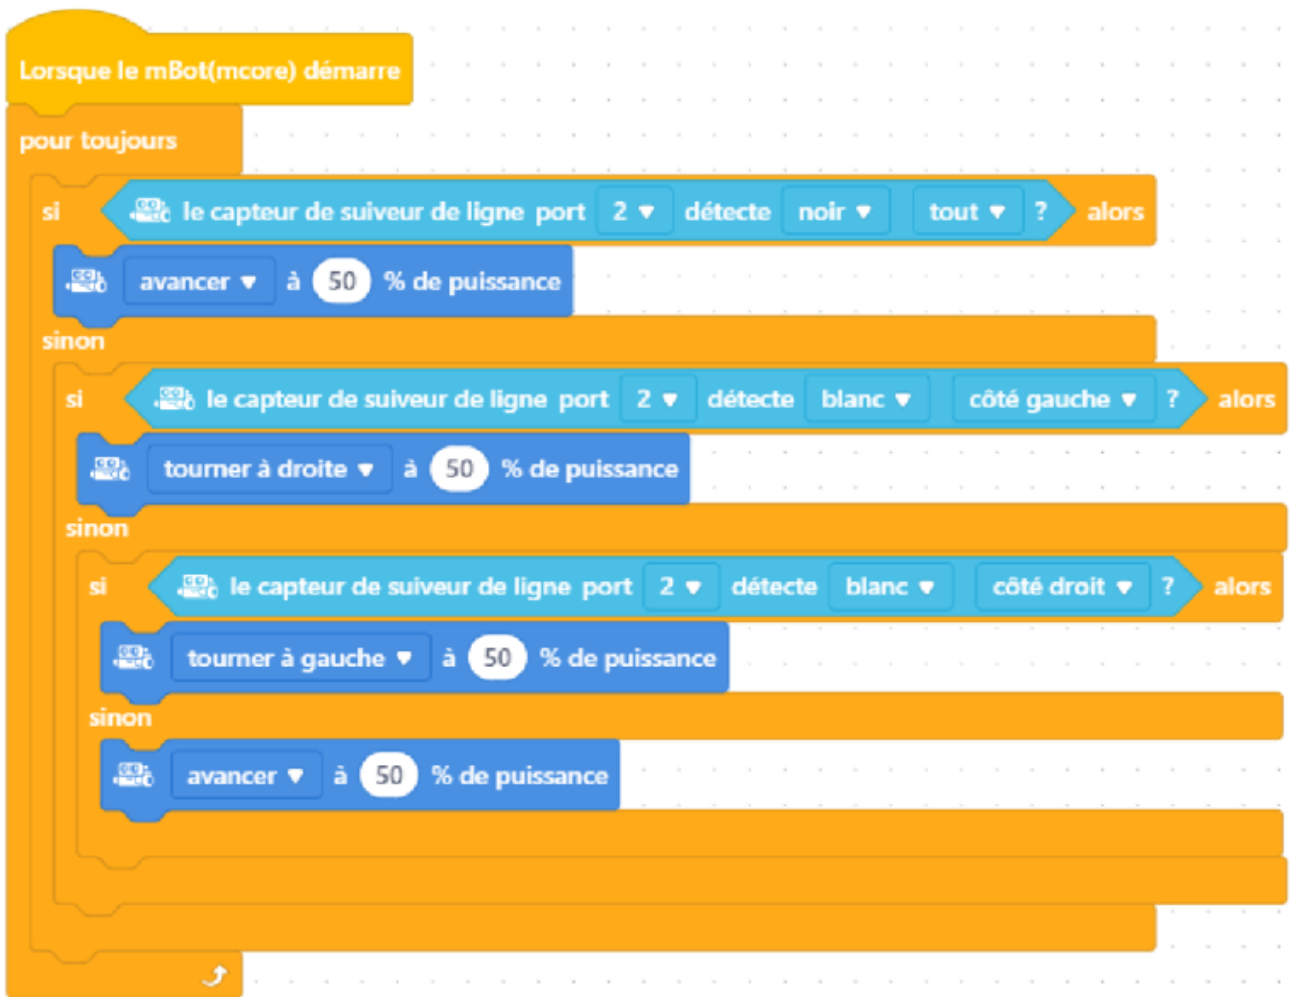 Lorsque le mBot(mcore) démarre
pour toujours
si le capteur de suiveur de ligne port 2 détecte noir tout ? alors
avancer à 50 % de puissance
sinon
si le capteur de suiveur de ligne port 2 détecte blanc côté gauche ? alors
tourner à droite à 50 % de puissance
sinon
si le capteur de suiveur de ligne port 2 détecte blanc côté droit ? alors
tourner à gauche à 50 % de puissance
sinon
avancer à 50 % de puissance